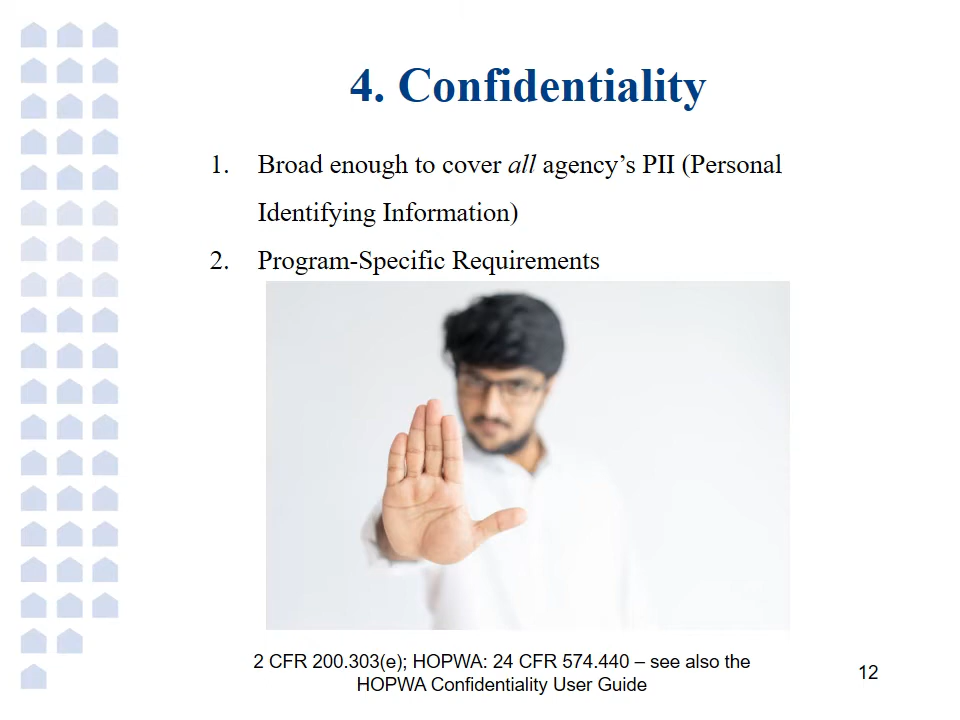 4. Confidentiality
1. Broad enough to cover all agency’s PII (Personal
Identifying Information)
2. Program-Specific Requirements
2 CFR 200.303(e); HOPWA: 24 CFR 574.440 – see also the
HOPWA Confidentiality User Guide
12